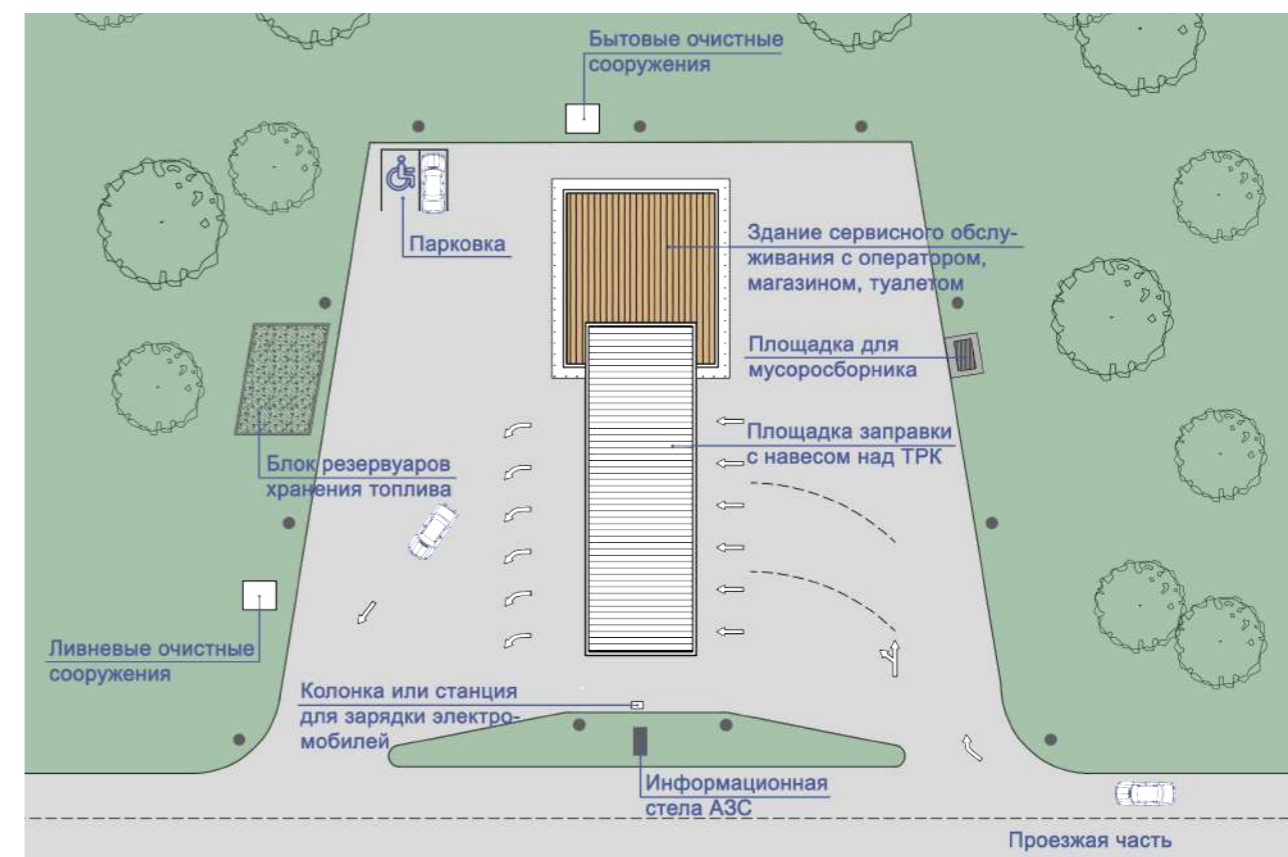 Бытовые очистные
сооружения
Парковка
Здание сервисного обслу-
живания с оператором,
магазином, туалетом
Площадка для
мусоросборника
Площадка заправки
с навесом над ТРК
Блок резервуаров
хранения топлива
Ливневые очистные
сооружения
Колонка или станция
для зарядки электро-
мобилей
Информационная
стела АЗС
Проезжая часть